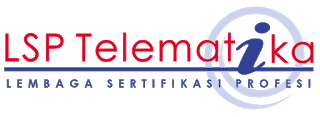 LSP Telematika
LEMBAGA SERTIFIKASI PROFESI